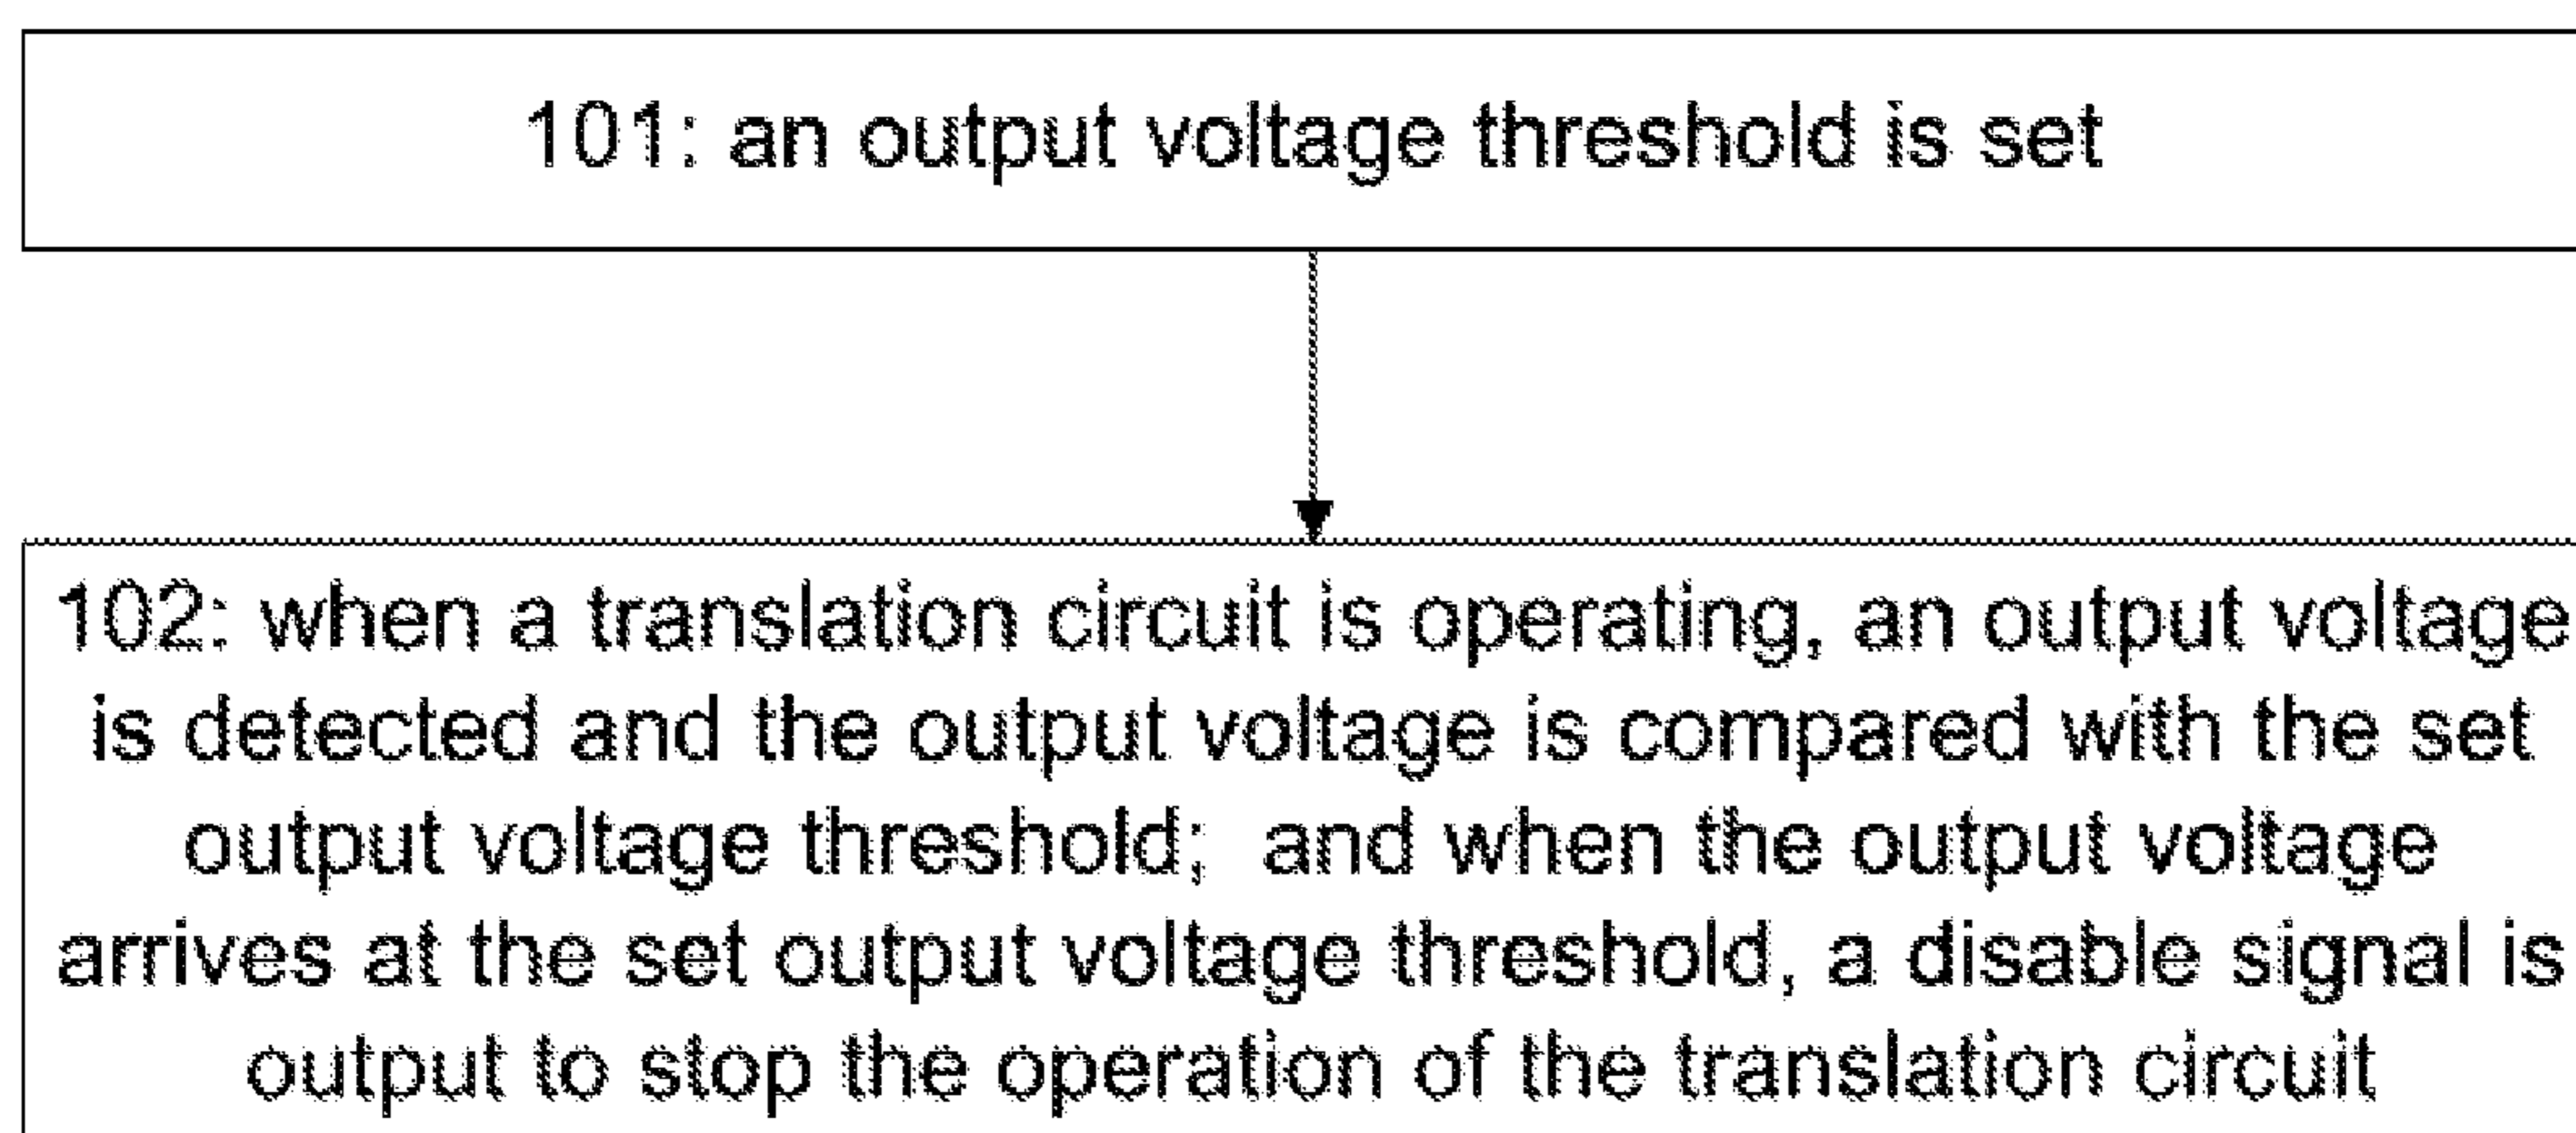 101: an output voltage threshold is set
102: when a translation circuit is operating, an output voltage
is detected and the output voltage is compared with the set
output voltage threshold; and when the output voltage
arrives at the set output voltage threshold, a disable signal is
output to stop the operation of the translation circuit